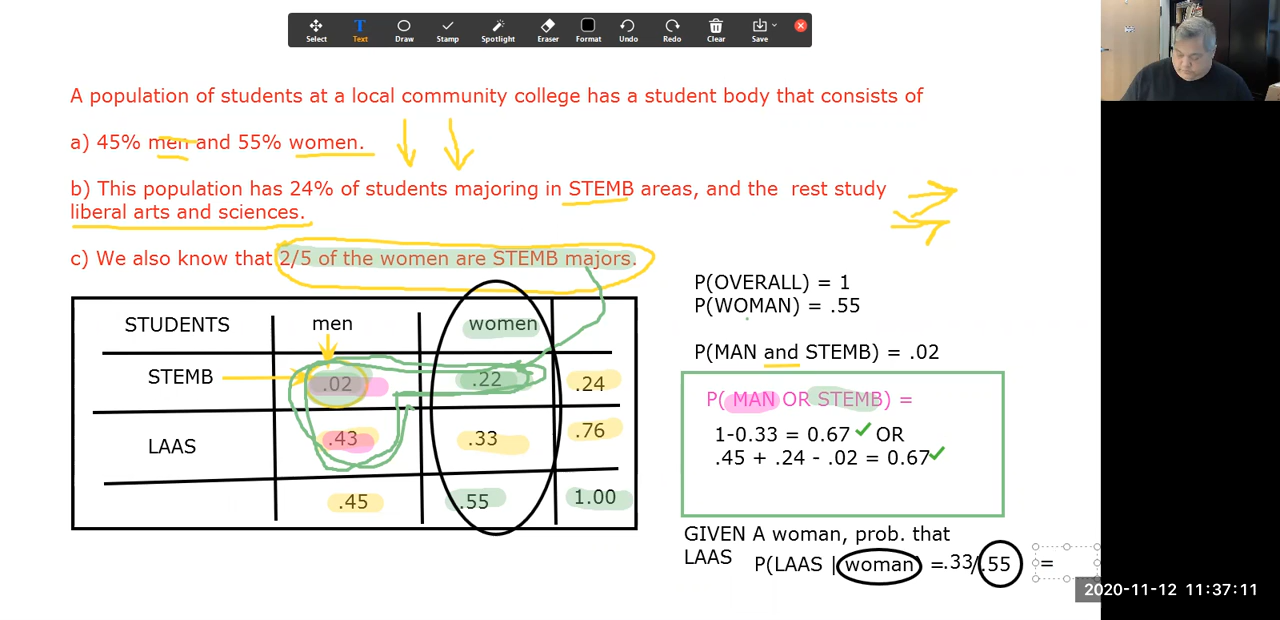 Select Text Draw Stamp Spotlight Eraser Format Undo Redo Clear Save
A population of students at a local community college has a student body that consists of
a) 45% men and 55% women.
b) This population has 24% of students majoring in STEMB areas, and the rest study
liberal arts and sciences.
c) We also know that 2/5 of the women are STEMB majors.
P(OVERALL) = 1
P(WOMAN) = .55
P(MAN and STEMB) = .02
STUDENTS men women
STEMB .02 .22 .24
LAAS .43 .33 .76
.45 .55 1.00
P( MAN OR STEMB) =
1-0.33 = 0.67 OR
.45 + .24 - .02 = 0.67
GIVEN A woman, prob. that
LAAS P(LAAS | woman) =.33/.55 =
2020-11-12 11:37:11